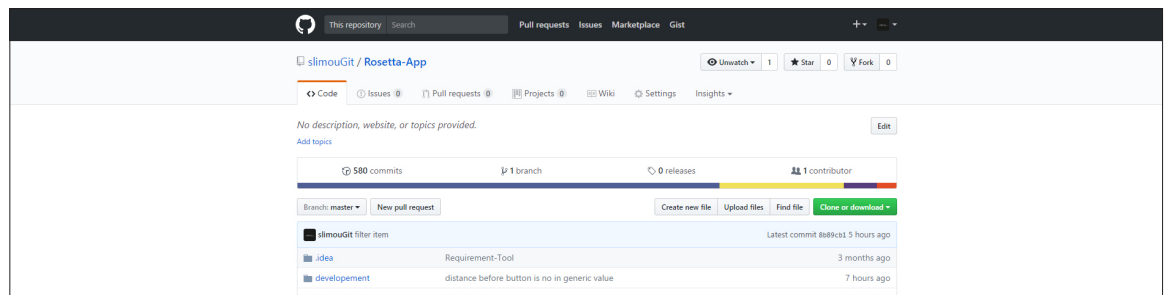 This repository Search Pull requests Issues Marketplace Gist
slimouGit / Rosetta-App Unwatch 1 Star 0 Fork 0
Code Issues 0 Pull requests 0 Projects 0 Wiki Settings Insights
No description, website, or topics provided. Edit
Add topics
580 commits 1 branch 0 releases 1 contributor
Branch: master New pull request Create new file Upload files Find file Clone or download
slimouGit filter item Latest commit 8b89cb1 5 hours ago
.idea Requirement-Tool 3 months ago
developement distance before button is no in generic value 7 hours ago